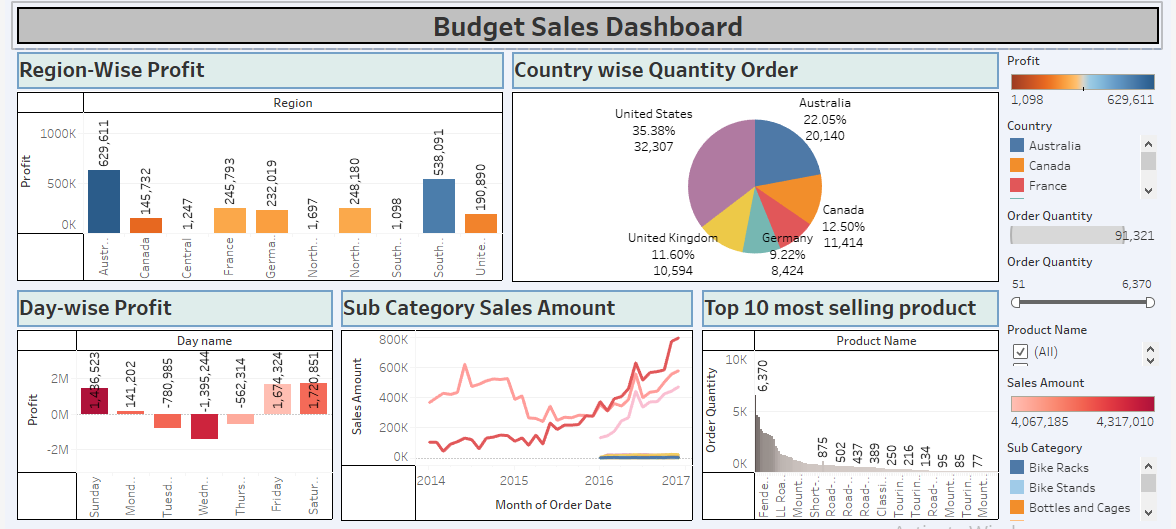 Budget Sales Dashboard
Region-Wise Profit
Region
Profit
1000K
500K
0K
629,611
145,732
1,247
245,793
232,019
1,697
248,180
1,098
538,091
190,890
Austr..
Canada
Central
France
Germa..
North..
North..
South..
South..
Unite..
Country wise Quantity Order
United States
35.38%
32,307
Australia
22.05%
20,140
Canada
12.50%
11,414
United Kingdom
11.60%
10,594
Germany
9.22%
8,424
Profit
1,098 629,611
Country
Australia
Canada
France
Order Quantity
91,321
Order Quantity
51 6,370
Product Name
(All)
Sales Amount
4,067,185 4,317,010
Sub Category
Bike Racks
Bike Stands
Bottles and Cages
Day-wise Profit
Day name
Profit
2M
0M
-2M
1,436,523
141,202
-780,985
-1,395,244
-562,314
1,674,324
1,720,851
Sunday
Mond..
Tuesd..
Wedn..
Thurs..
Friday
Satur..
Sub Category Sales Amount
Sales Amount
800K
600K
400K
200K
0K
2014
2015
2016
2017
Month of Order Date
Top 10 most selling product
Product Name
Order Quantity
10K
5K
0K
6,370
875
502
437
389
250
216
134
95
85
77
Fende..
LL Roa..
Mount..
Short-..
Road-..
Road-..
Classi..
Tourin..
Tourin..
Road-..
Mount..
Tourin..
Mount..